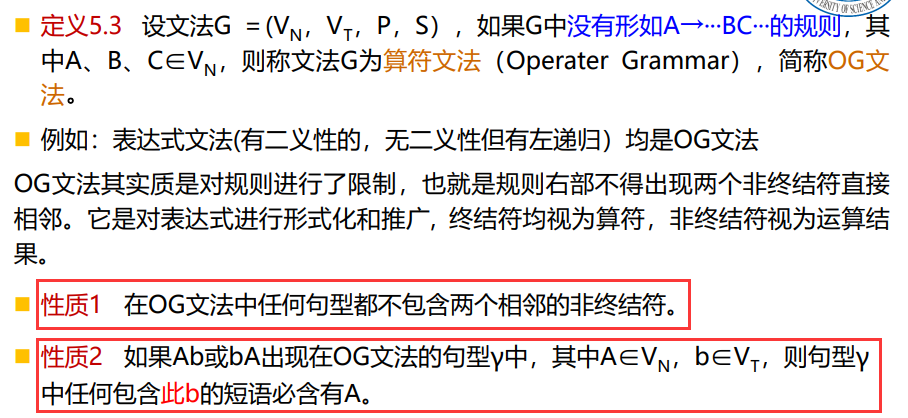 定义5.3 设文法G =(VN，VT，P，S），如果G中没有形如A→···BC···的规则，其
中A、B、C∈VN，则称文法G为算符文法（Operater Grammar），简称OG文
法。
例如：表达式文法(有二义性的，无二义性但有左递归）均是OG文法
OG文法其实质是对规则进行了限制，也就是规则右部不得出现两个非终结符直接
相邻。它是对表达式进行形式化和推广, 终结符均视为算符，非终结符视为运算结
果。
性质1 在OG文法中任何句型都不包含两个相邻的非终结符。
性质2 如果Ab或bA出现在OG文法的句型γ中，其中A∈VN，b∈VT，则句型γ
中任何包含此b的短语必含有A。